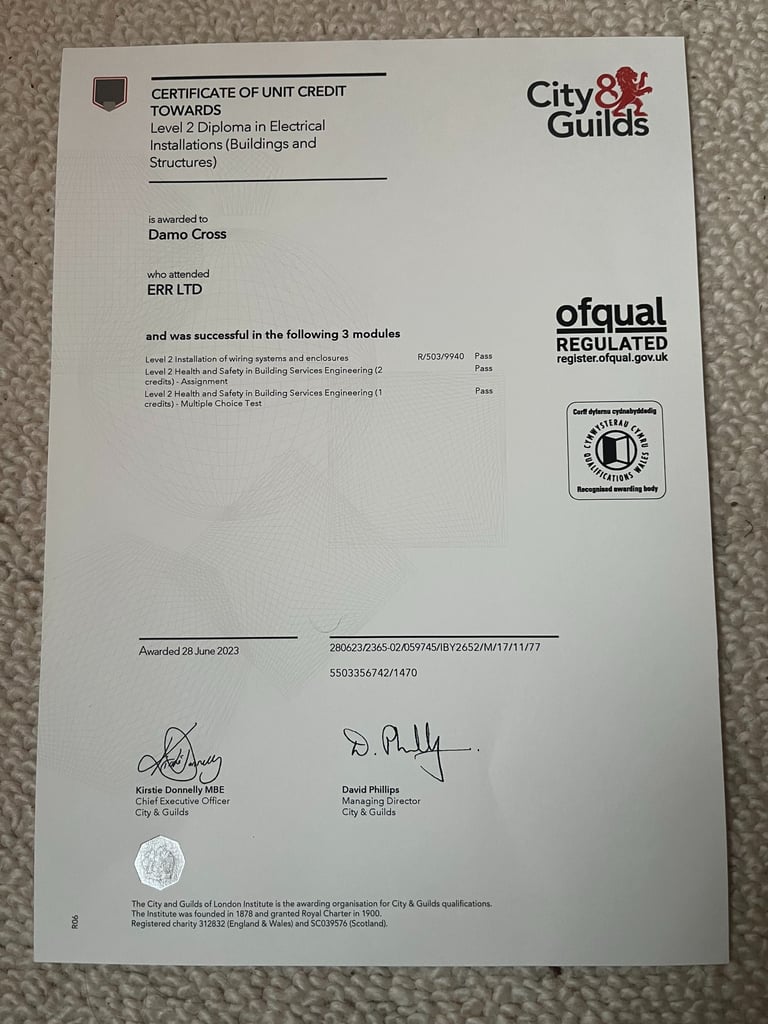 CERTIFICATE OF UNIT CREDIT
TOWARDS
Level 2 Diploma in Electrical
Installations (Buildings and
Structures)
City & Guilds
is awarded to
Damo Cross
who attended
ERR LTD
ofqual
REGULATED
register.ofqual.gov.uk
and was successful in the following 3 modules
Level 2 Installation of wiring systems and enclosures R/503/9940 Pass
Level 2 Health and Safety in Building Services Engineering (2 Pass
credits) - Assignment
Level 2 Health and Safety in Building Services Engineering (1 Pass
credits) - Multiple Choice Test
Corff dyfarnu cydnabyddedig
CYMWYSTERAU CYMRU
QUALIFICATIONS WALES
Recognised awarding body
Awarded 28 June 2023
280623/2365-02/059745/IBY2652/M/17/11/77
5503356742/1470
Kirstie Donnelly
D. Phillips
Kirstie Donnelly MBE
Chief Executive Officer
City & Guilds
David Phillips
Managing Director
City & Guilds
The City and Guilds of London Institute is the awarding organisation for City & Guilds qualifications.
The Institute was founded in 1878 and granted Royal Charter in 1900.
Registered charity 312832 (England & Wales) and SC039576 (Scotland).
R06